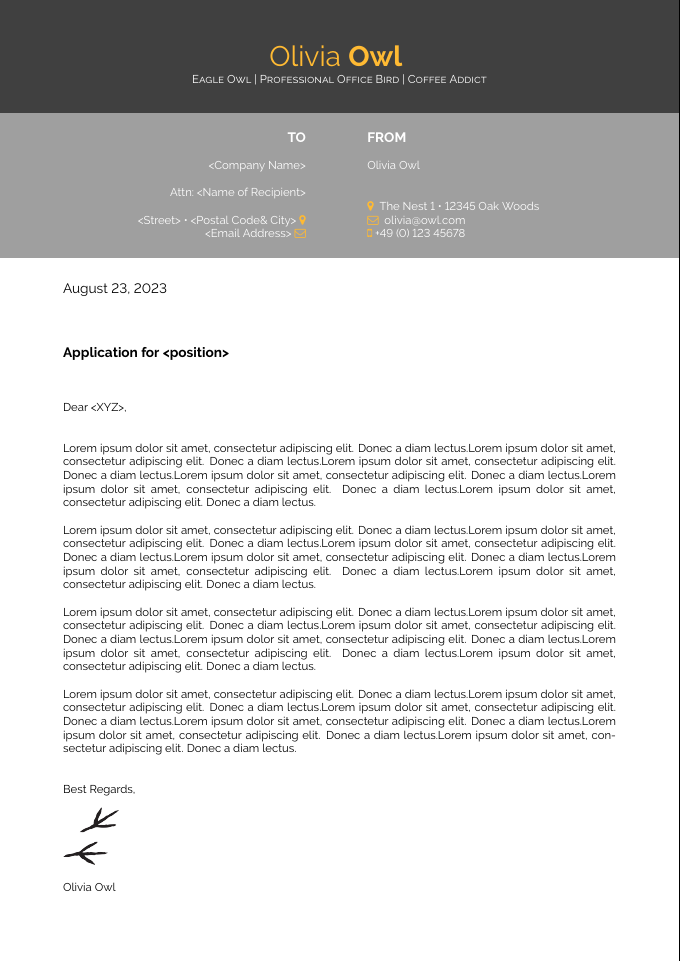 Olivia Owl
Eagle Owl | Professional Office Bird | Coffee Addict
TO
<Company Name>
Attn: <Name of Recipient>
<Street> • <Postal Code& City>
<Email Address>
FROM
Olivia Owl
The Nest 1 • 12345 Oak Woods
olivia@owl.com
+49 (0) 123 45678
August 23, 2023
Application for <position>
Dear <XYZ>,
Lorem ipsum dolor sit amet, consectetur adipiscing elit. Donec a diam lectus.Lorem ipsum dolor sit amet,
consectetur adipiscing elit. Donec a diam lectus.Lorem ipsum dolor sit amet, consectetur adipiscing elit.
Donec a diam lectus.Lorem ipsum dolor sit amet, consectetur adipiscing elit. Donec a diam lectus.Lorem
ipsum dolor sit amet, consectetur adipiscing elit. Donec a diam lectus.Lorem ipsum dolor sit amet,
consectetur adipiscing elit. Donec a diam lectus.
Lorem ipsum dolor sit amet, consectetur adipiscing elit. Donec a diam lectus.Lorem ipsum dolor sit amet,
consectetur adipiscing elit. Donec a diam lectus.Lorem ipsum dolor sit amet, consectetur adipiscing elit.
Donec a diam lectus.Lorem ipsum dolor sit amet, consectetur adipiscing elit. Donec a diam lectus.Lorem
ipsum dolor sit amet, consectetur adipiscing elit. Donec a diam lectus.Lorem ipsum dolor sit amet,
consectetur adipiscing elit. Donec a diam lectus.
Lorem ipsum dolor sit amet, consectetur adipiscing elit. Donec a diam lectus.Lorem ipsum dolor sit amet,
consectetur adipiscing elit. Donec a diam lectus.Lorem ipsum dolor sit amet, consectetur adipiscing elit.
Donec a diam lectus.Lorem ipsum dolor sit amet, consectetur adipiscing elit. Donec a diam lectus.Lorem
ipsum dolor sit amet, consectetur adipiscing elit. Donec a diam lectus.Lorem ipsum dolor sit amet,
consectetur adipiscing elit. Donec a diam lectus.
Lorem ipsum dolor sit amet, consectetur adipiscing elit. Donec a diam lectus.Lorem ipsum dolor sit amet,
consectetur adipiscing elit. Donec a diam lectus.Lorem ipsum dolor sit amet, consectetur adipiscing elit.
Donec a diam lectus.Lorem ipsum dolor sit amet, consectetur adipiscing elit. Donec a diam lectus.Lorem
ipsum dolor sit amet, consectetur adipiscing elit. Donec a diam lectus.Lorem ipsum dolor sit amet, con-
sectetur adipiscing elit. Donec a diam lectus.
Best Regards,
Olivia Owl